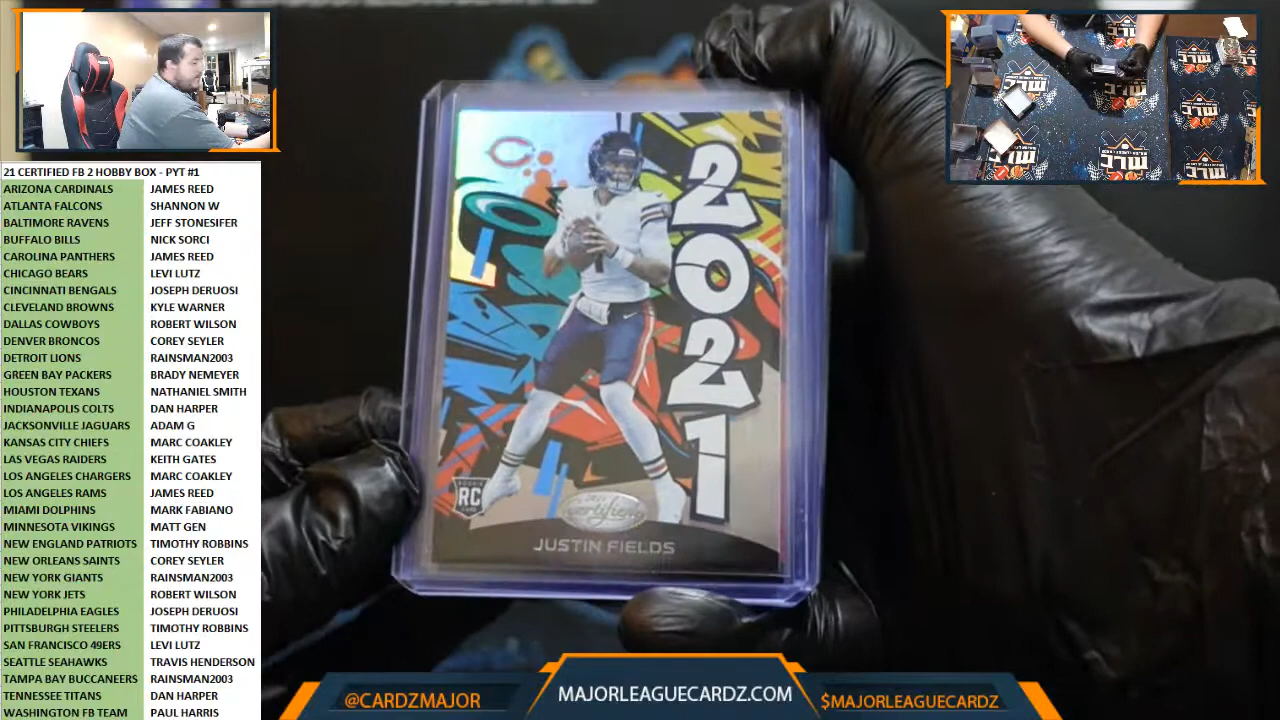 21 CERTIFIED FB 2 HOBBY BOX - PYT #1
ARIZONA CARDINALS JAMES REED
ATLANTA FALCONS SHANNON W
BALTIMORE RAVENS JEFF STONESIFER
BUFFALO BILLS NICK SORCI
CAROLINA PANTHERS JAMES REED
CHICAGO BEARS LEVI LUTZ
CINCINNATI BENGALS JOSEPH DERUOSI
CLEVELAND BROWNS KYLE WARNER
DALLAS COWBOYS ROBERT WILSON
DENVER BRONCOS COREY SEYLER
DETROIT LIONS RAINSMAN2003
GREEN BAY PACKERS BRADY NEMEYER
HOUSTON TEXANS NATHANIEL SMITH
INDIANAPOLIS COLTS DAN HARPER
JACKSONVILLE JAGUARS ADAM G
KANSAS CITY CHIEFS MARC COAKLEY
LAS VEGAS RAIDERS KEITH GATES
LOS ANGELES CHARGERS MARC COAKLEY
LOS ANGELES RAMS JAMES REED
MIAMI DOLPHINS MARK FABIANO
MINNESOTA VIKINGS MATT GEN
NEW ENGLAND PATRIOTS TIMOTHY ROBBINS
NEW ORLEANS SAINTS COREY SEYLER
NEW YORK GIANTS RAINSMAN2003
NEW YORK JETS ROBERT WILSON
PHILADELPHIA EAGLES JOSEPH DERUOSI
PITTSBURGH STEELERS TIMOTHY ROBBINS
SAN FRANCISCO 49ERS LEVI LUTZ
SEATTLE SEAHAWKS TRAVIS HENDERSON
TAMPA BAY BUCCANEERS RAINSMAN2003
TENNESSEE TITANS DAN HARPER
WASHINGTON FB TEAM PAUL HARRIS
2021
RC
Certified
JUSTIN FIELDS
@CARDZMAJOR
MAJORLEAGUECARDZ.COM
$MAJORLEAGUECARDZ